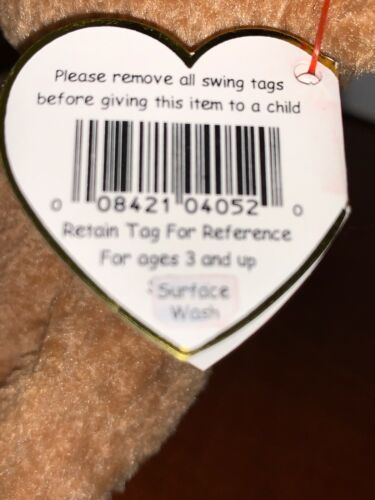 Please remove all swing tags
before giving this item to a child
0 08421 04052 0
Retain Tag For Reference
For ages 3 and up
Surface
Wash